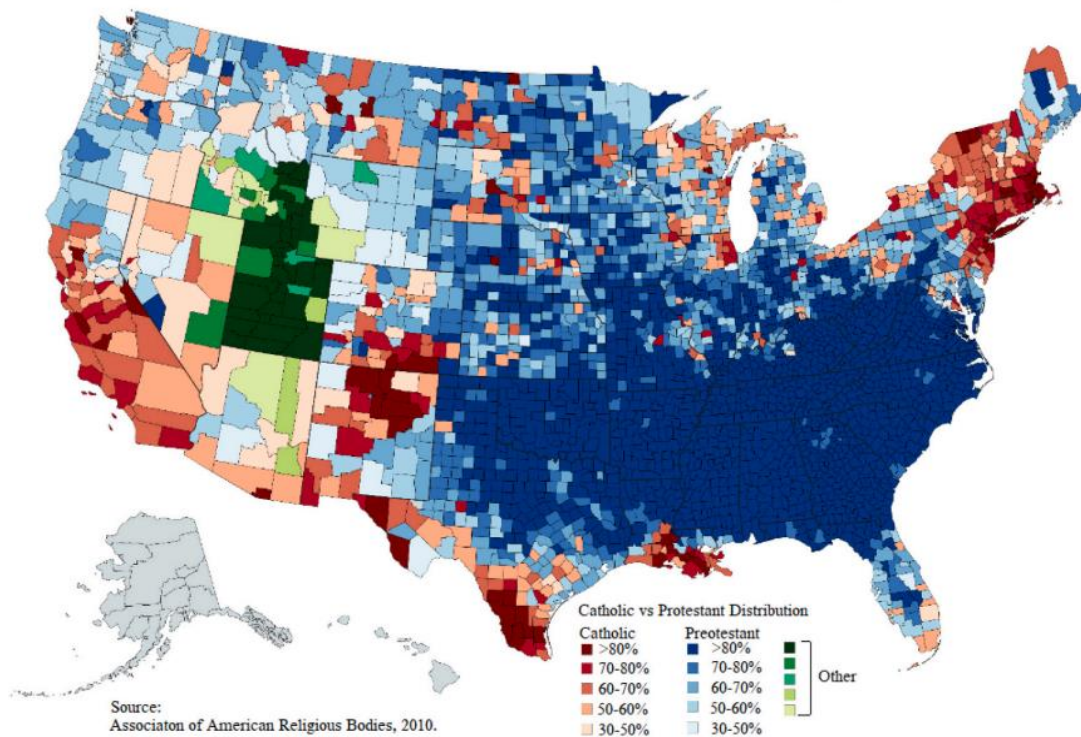 Catholic vs Protestant Distribution
Catholic Preotestant
>80% >80%
70-80% 70-80%
60-70% 60-70% Other
50-60% 50-60%
30-50% 30-50%
Source:
Associaton of American Religious Bodies, 2010.